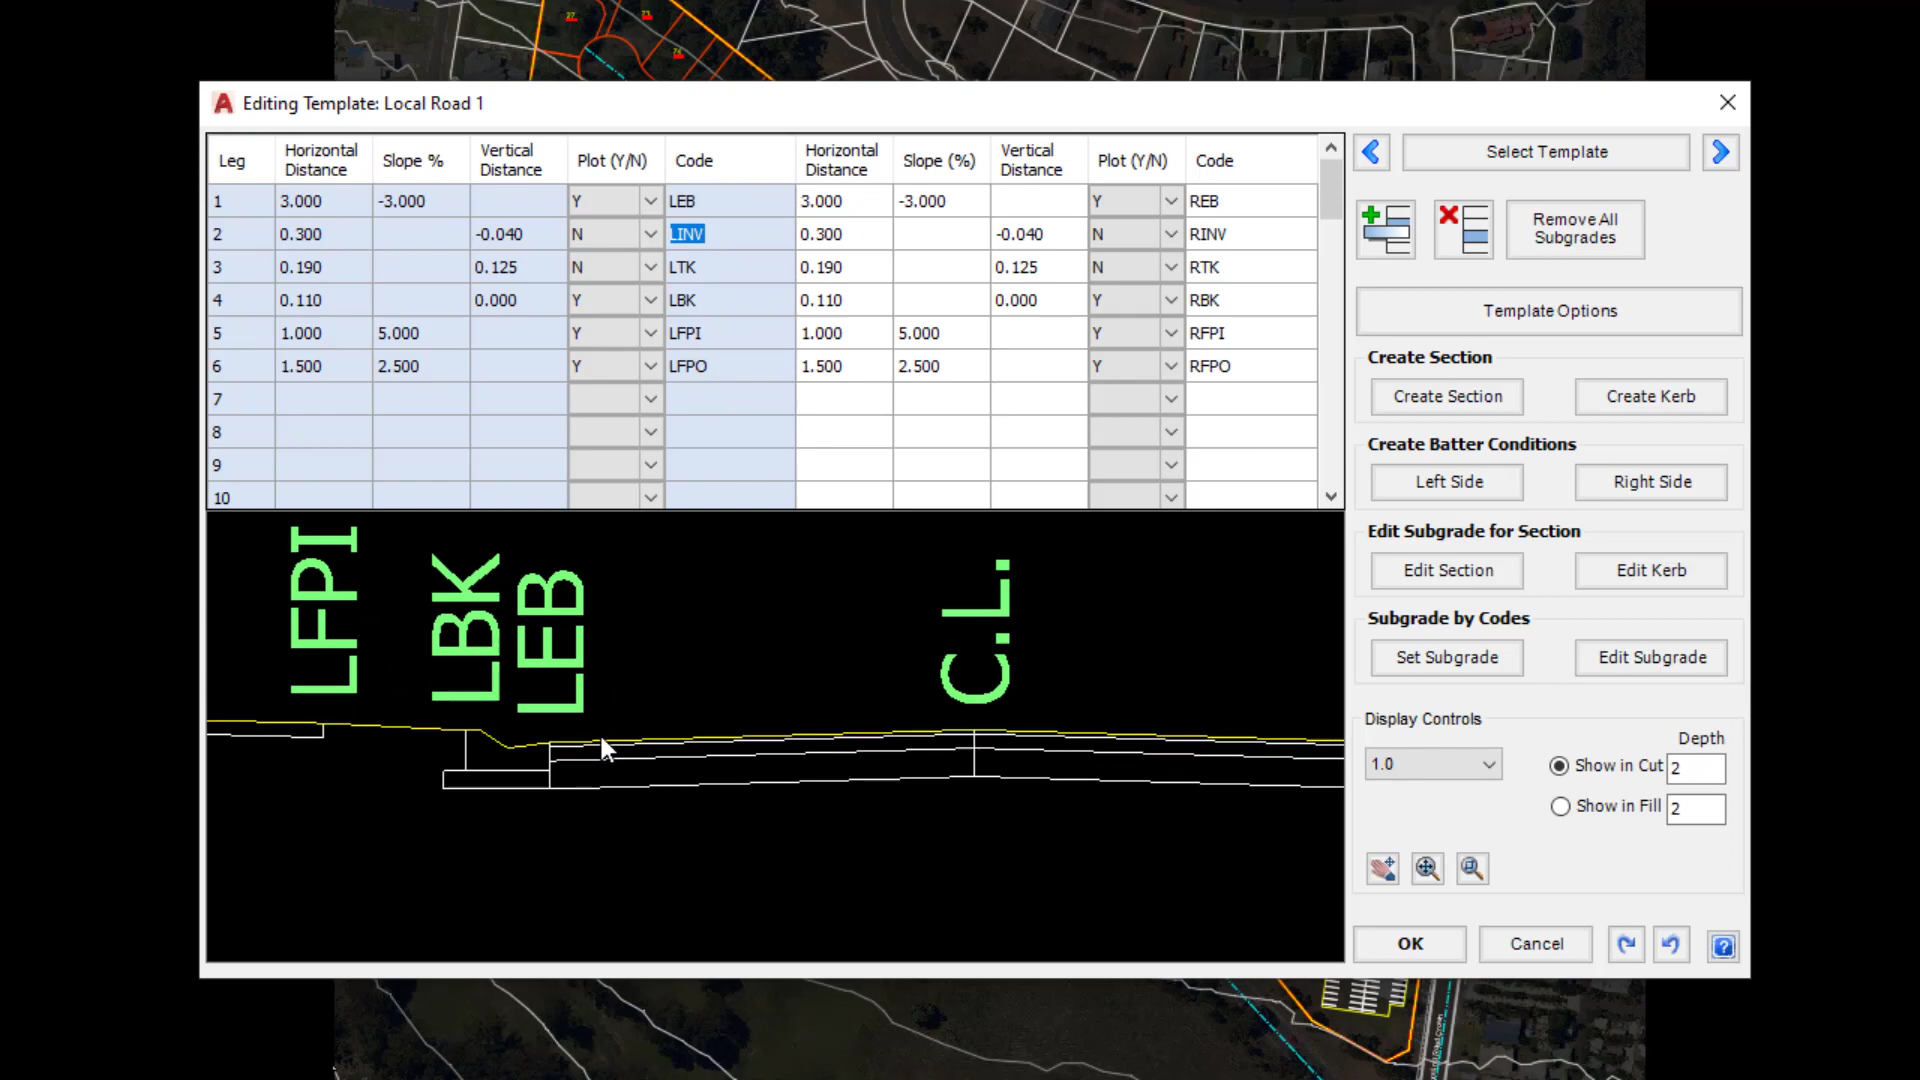 27
73
74
Editing Template: Local Road 1
Leg Horizontal Distance Slope % Vertical Distance Plot (Y/N) Code Horizontal Distance Slope (%) Vertical Distance Plot (Y/N) Code
1 3.000 -3.000 Y LEB 3.000 -3.000 Y REB
2 0.300 -0.040 N LINV 0.300 -0.040 N RINV
3 0.190 0.125 N LTK 0.190 0.125 N RTK
4 0.110 0.000 Y LBK 0.110 0.000 Y RBK
5 1.000 5.000 Y LFPI 1.000 5.000 Y RFPI
6 1.500 2.500 Y LFPO 1.500 2.500 Y RFPO
7
8
9
10
LFPI
LBK
LEB
C.L.
Select Template
Remove All
Subgrades
Template Options
Create Section
Create Section Create Kerb
Create Batter Conditions
Left Side Right Side
Edit Subgrade for Section
Edit Section Edit Kerb
Subgrade by Codes
Set Subgrade Edit Subgrade
Display Controls
Depth
1.0 Show in Cut 2
Show in Fill 2
OK Cancel